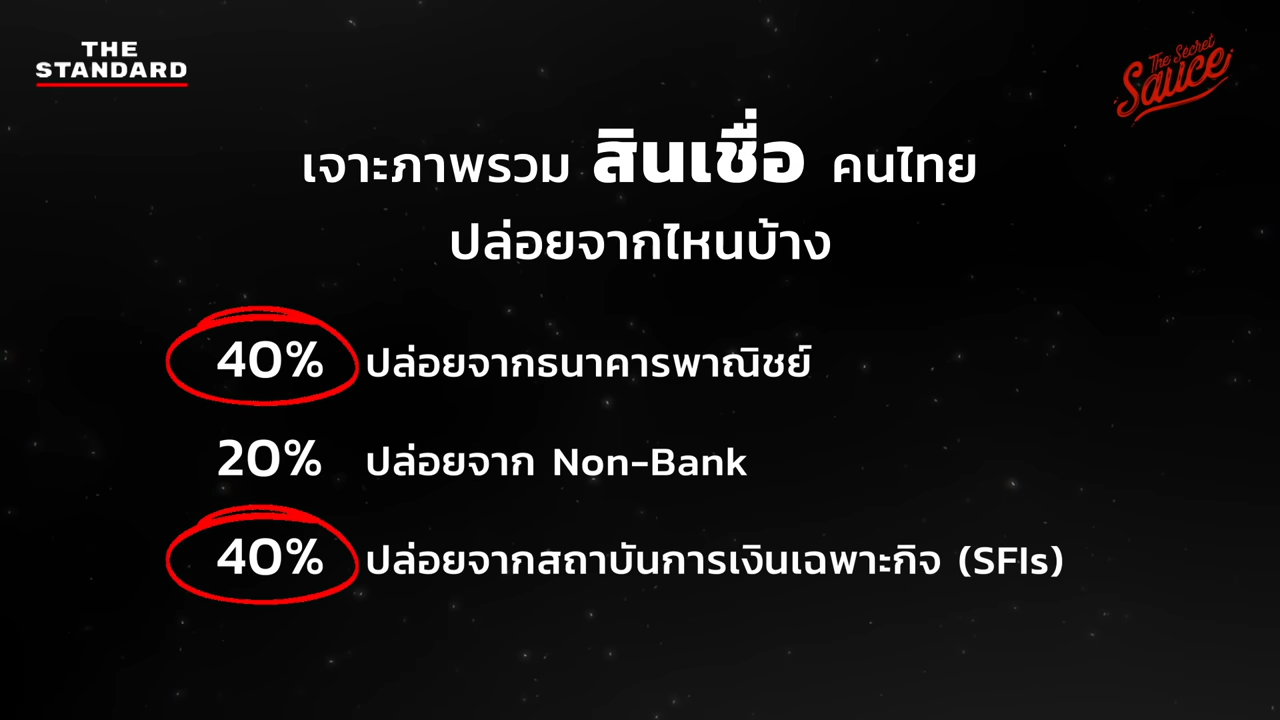 THE
STANDARD
The Secret
Sauce
เจาะภาพรวม สินเชื่อ คนไทย
ปล่อยจากไหนบ้าง
40% ปล่อยจากธนาคารพาณิชย์
20% ปล่อยจาก Non-Bank
40% ปล่อยจากสถาบันการเงินเฉพาะกิจ (SFIs)